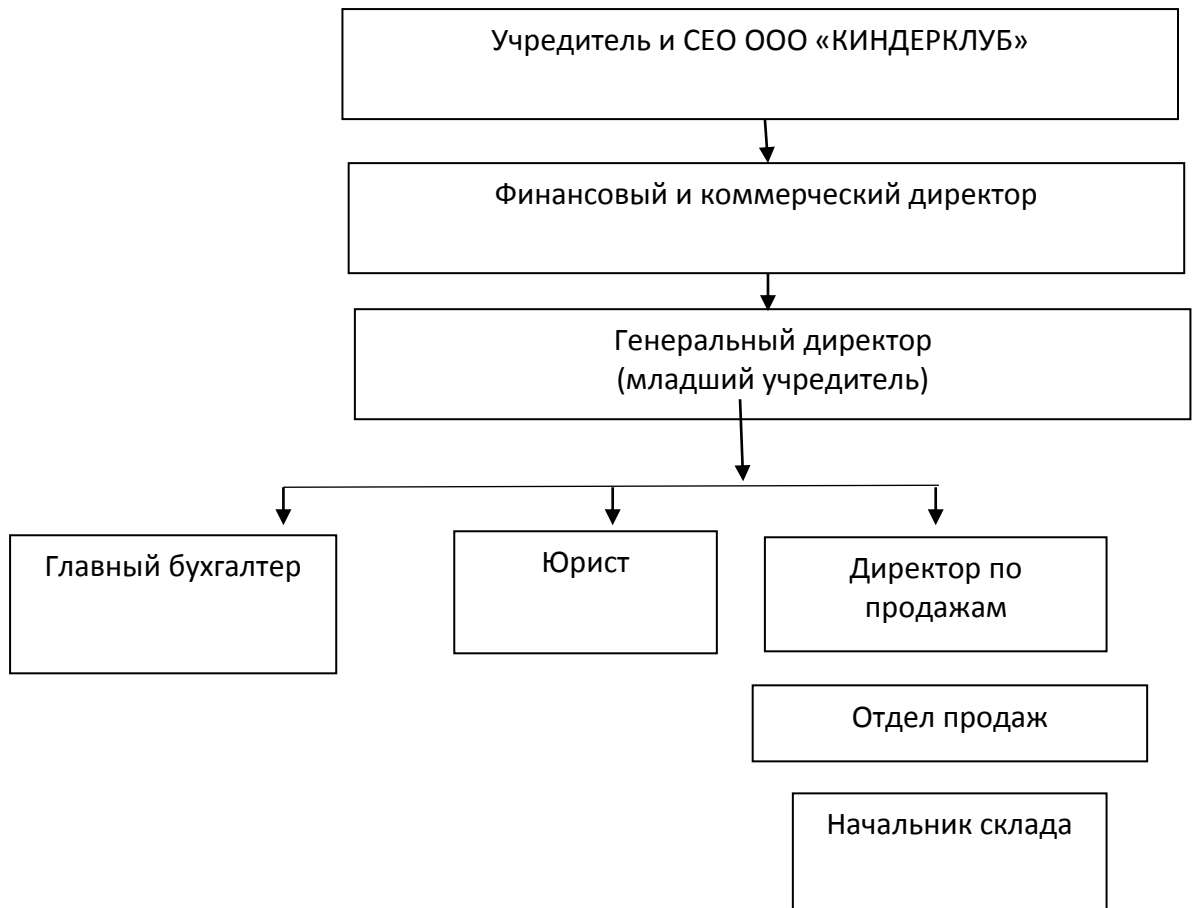 Учредитель и СЕО ООО «КИНДЕРКЛУБ»
Финансовый и коммерческий директор
Генеральный директор
(младший учредитель)
Главный бухгалтер
Юрист
Директор по
продажам
Отдел продаж
Начальник склада